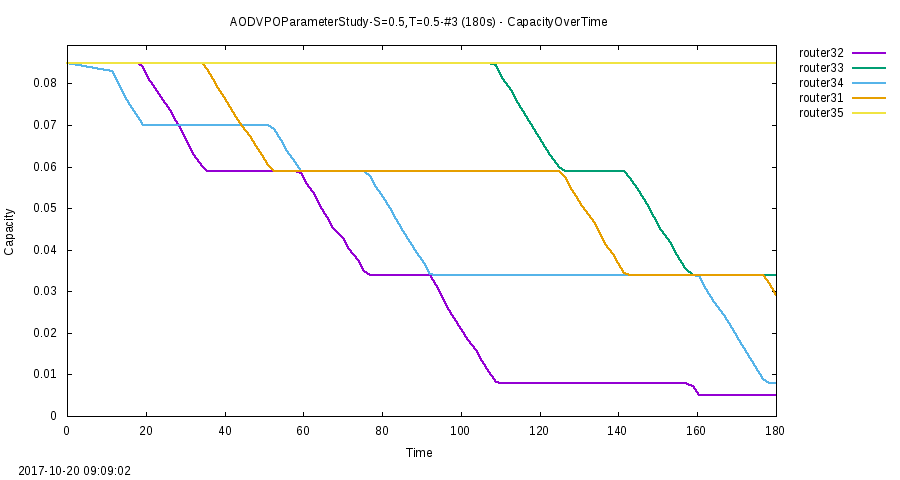 AODVPOParameterStudy-S=0.5,T=0.5-#3 (180s) - CapacityOverTime
router32
router33
router34
router31
router35
0.08
0.07
0.06
0.05
0.04
0.03
0.02
0.01
0
Capacity
0 20 40 60 80 100 120 140 160 180
Time
2017-10-20 09:09:02